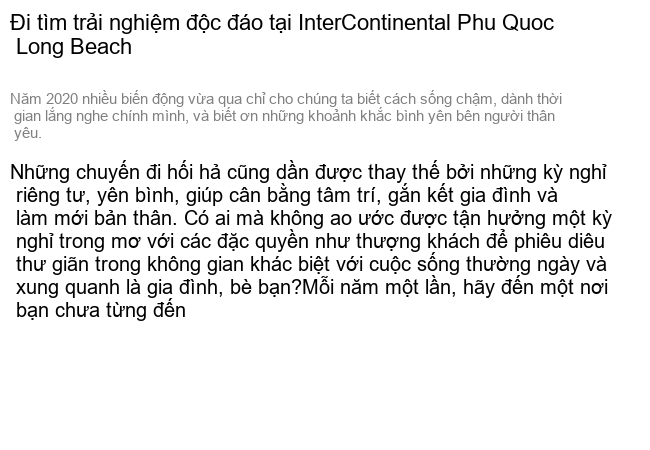 Đi tìm trải nghiệm độc đáo tại InterContinental Phu Quoc
Long Beach
Năm 2020 nhiều biến động vừa qua chỉ cho chúng ta biết cách sống chậm, dành thời
gian lắng nghe chính mình, và biết ơn những khoảnh khắc bình yên bên người thân
yêu.
Những chuyến đi hối hả cũng dần được thay thế bởi những kỳ nghỉ
riêng tư, yên bình, giúp cân bằng tâm trí, gắn kết gia đình và
làm mới bản thân. Có ai mà không ao ước được tận hưởng một kỳ
nghỉ trong mơ với các đặc quyền như thượng khách để phiêu diêu
thư giãn trong không gian khác biệt với cuộc sống thường ngày và
xung quanh là gia đình, bè bạn?Mỗi năm một lần, hãy đến một nơi
bạn chưa từng đến